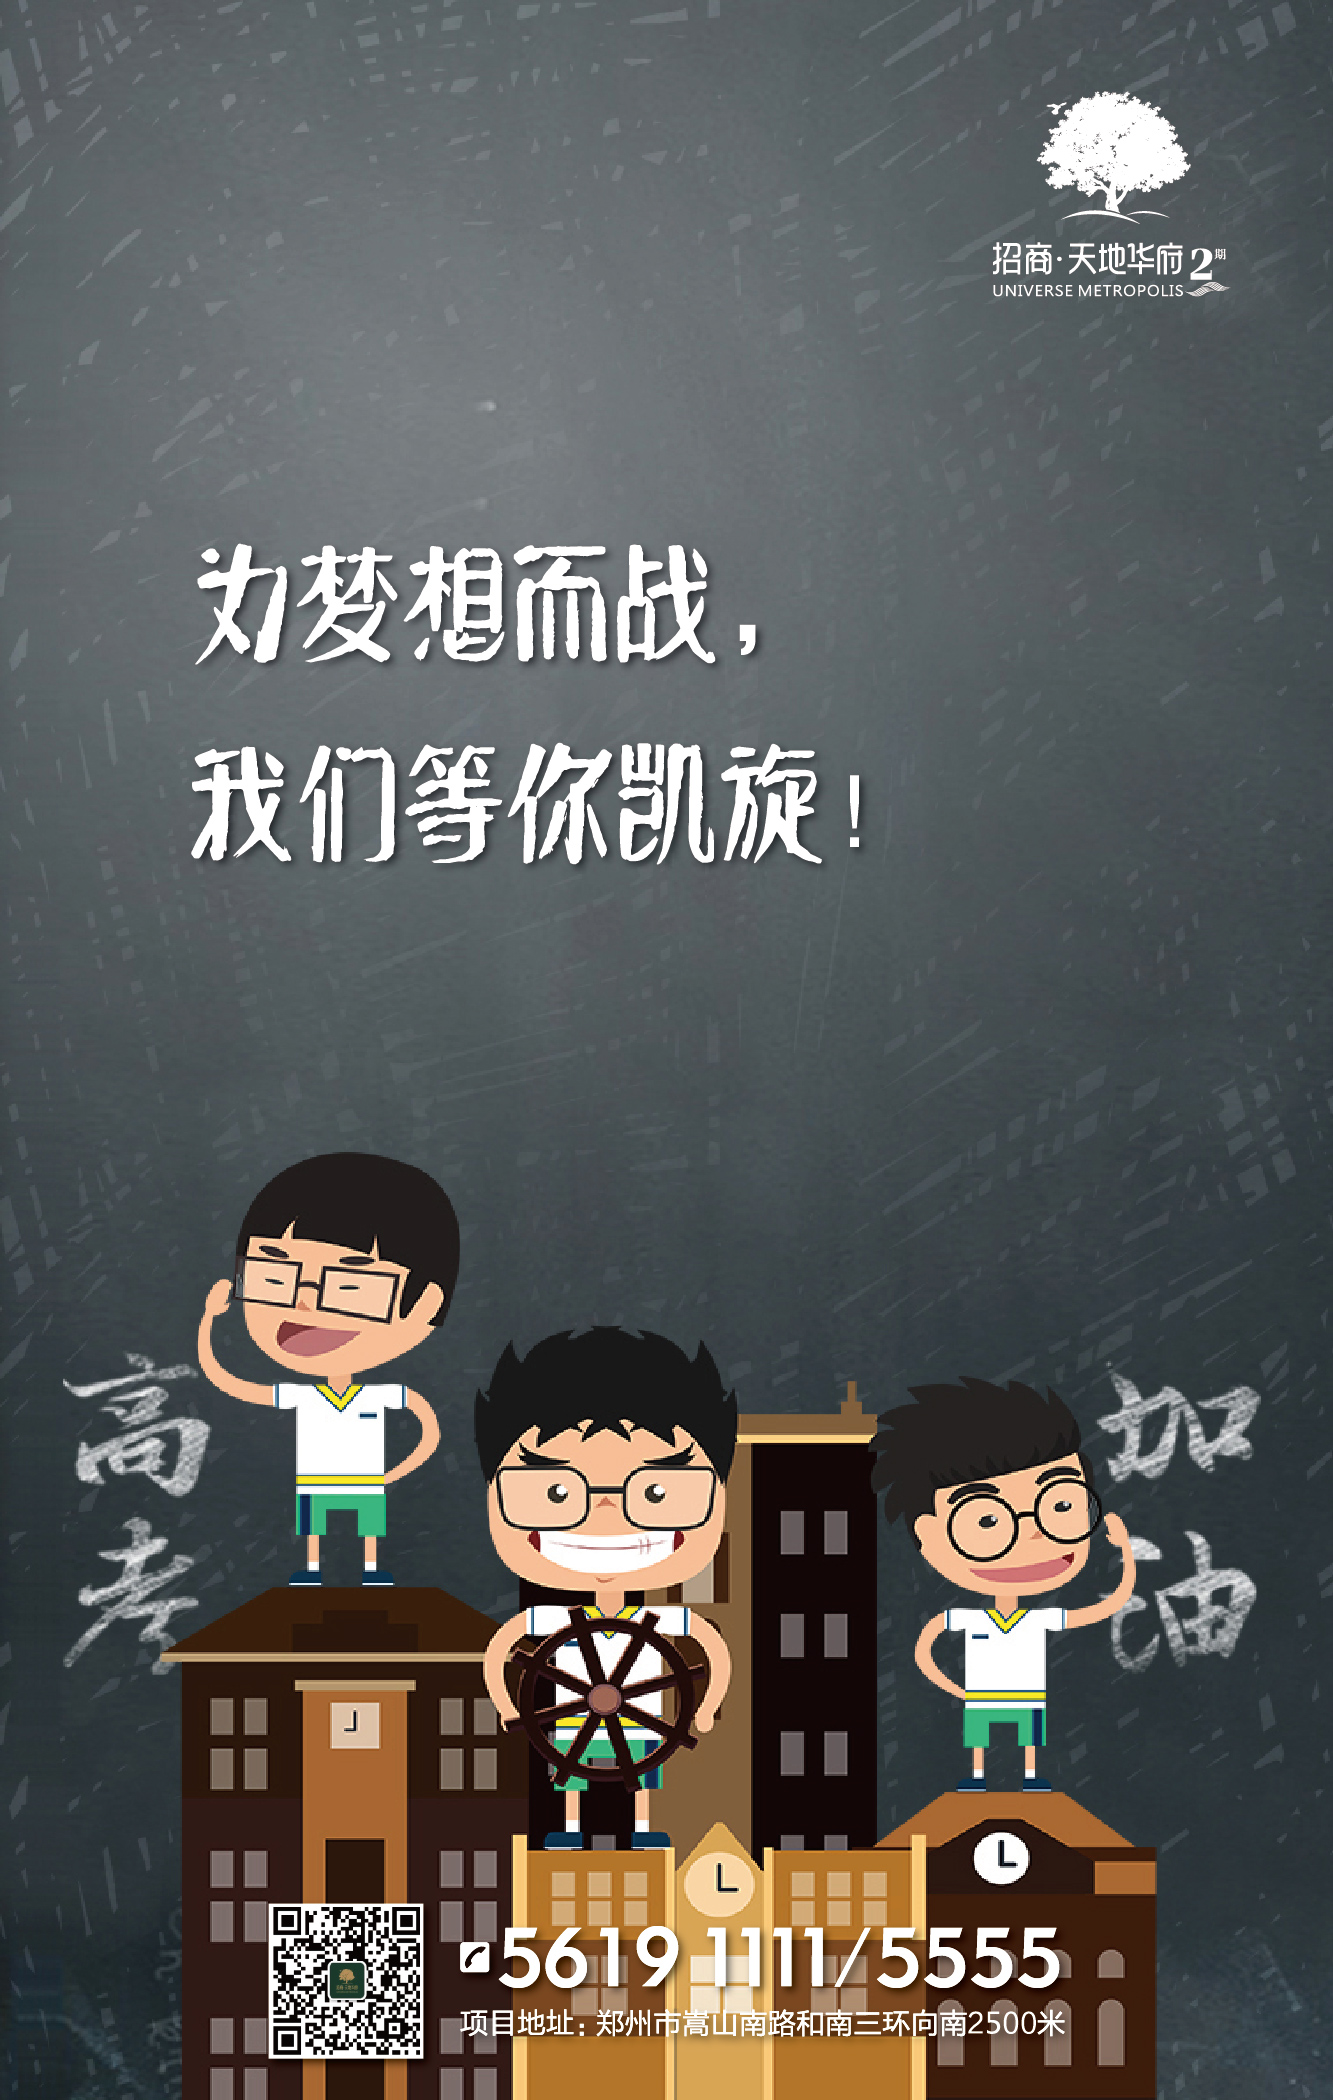 招商·天地华府2期
UNIVERSE METROPOLIS
为梦想而战，
我们等你凯旋！
高考
加油
5619 1111/5555
项目地址：郑州市嵩山南路和南三环向南2500米